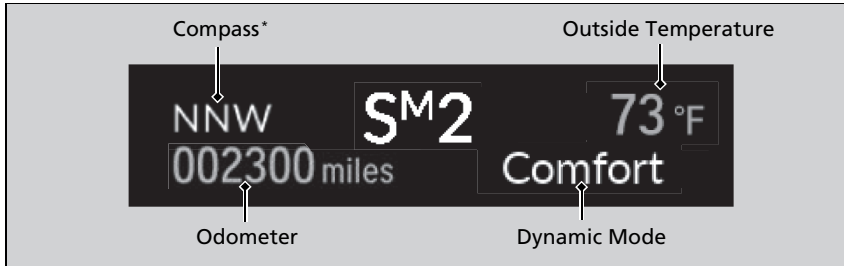 Compass* Outside Temperature
NNW SM2 73 °F
002300 miles Comfort
Odometer Dynamic Mode